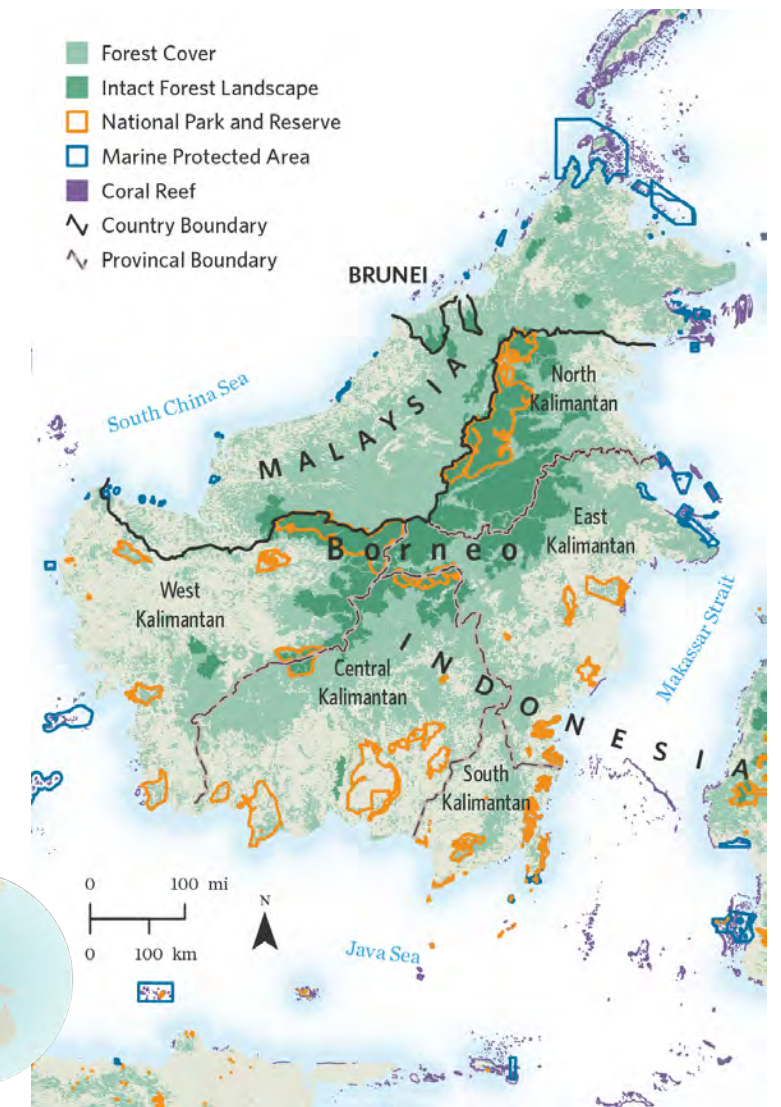 Forest Cover
Intact Forest Landscape
National Park and Reserve
Marine Protected Area
Coral Reef
Country Boundary
Provincal Boundary
BRUNEI
South China Sea
MALAYSIA
North
Kalimantan
East
Kalimantan
Borneo
West
Kalimantan
Makassar Strait
Central
Kalimantan
INDONESIA
South
Kalimantan
0 100 mi
0 100 km
N
Java Sea